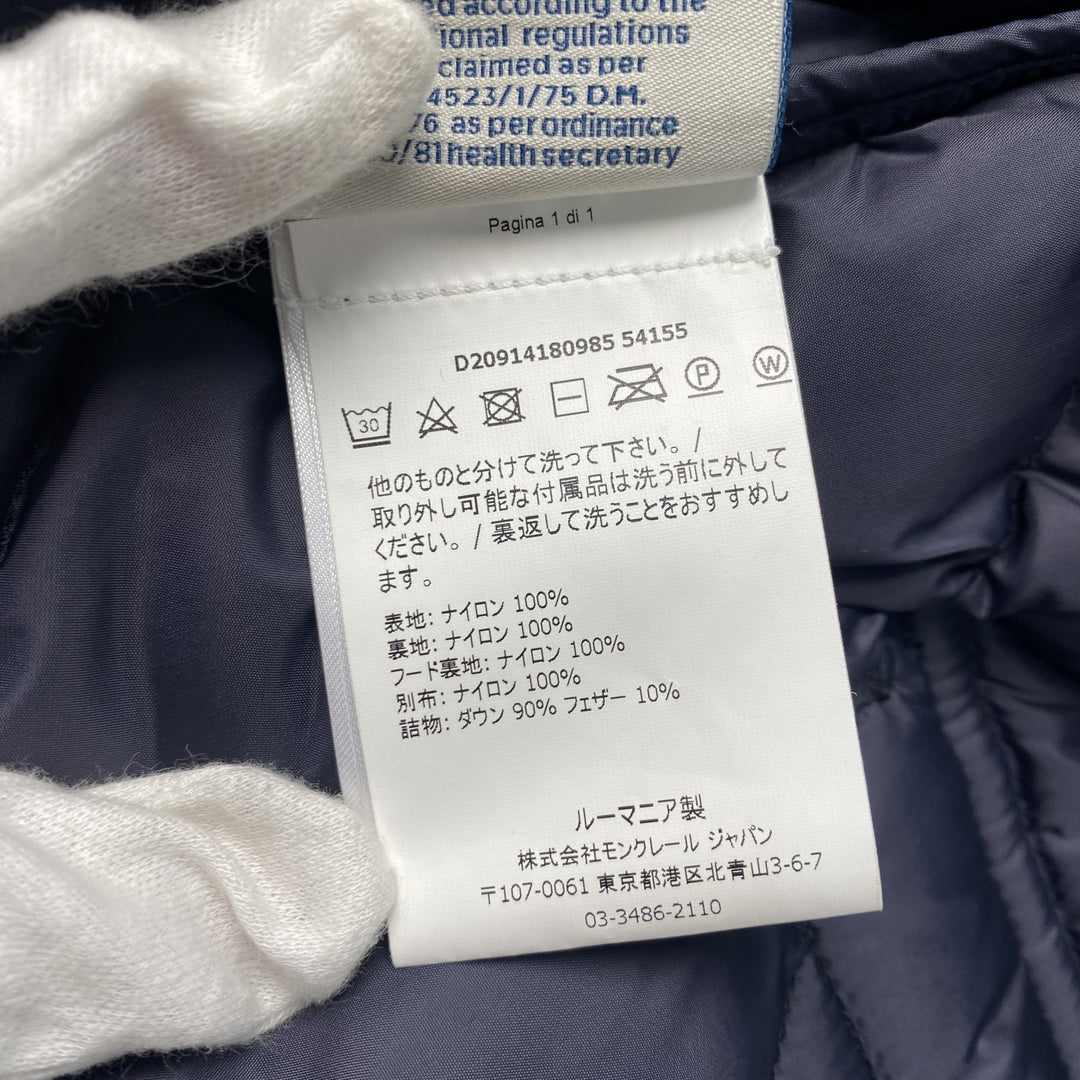 according to the
regulations
claimed as per
4523/1/75 D.M.
as per ordinance
/81 health secretary
Pagina 1 di 1
D20914180985 54155
30 P W
他のものと分けて洗って下さい。/
取り外し可能な付属品は洗う前に外して
ください。/ 裏返して洗うことをおすすめし
ます。
表地: ナイロン 100%
裏地: ナイロン 100%
フード裏地: ナイロン 100%
別布: ナイロン 100%
詰物: ダウン 90% フェザー 10%
ルーマニア製
株式会社モンクレール ジャパン
〒107-0061 東京都港区北青山3-6-7
03-3486-2110